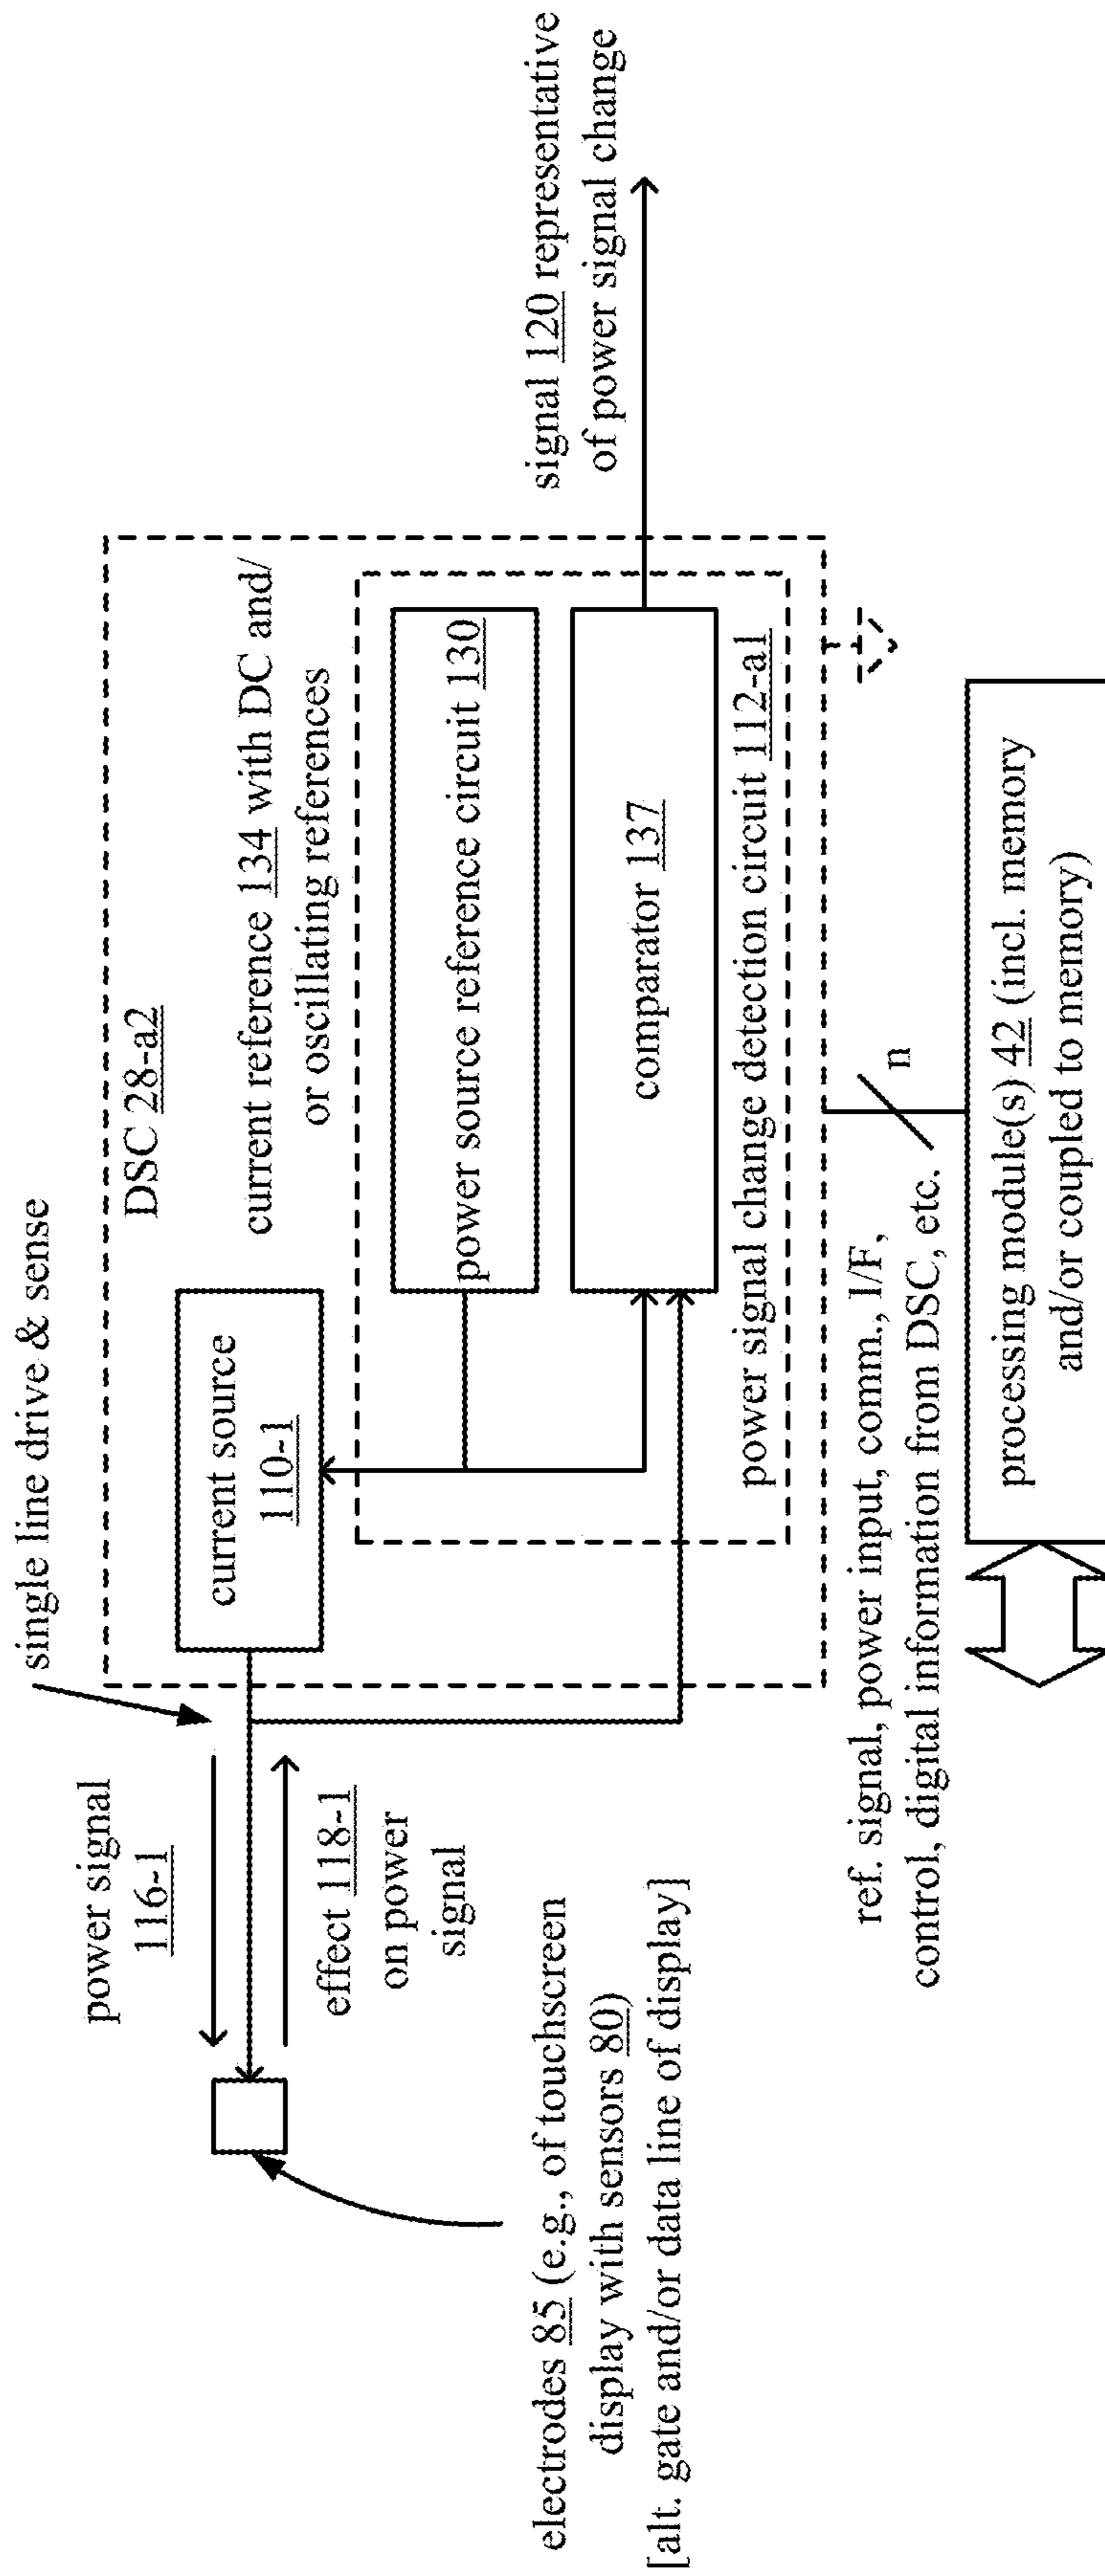 single line drive & sense
power signal
116-1
effect 118-1
on power
signal
electrodes 85 (e.g., of touchscreen
display with sensors 80)
[alt. gate and/or data line of display]
DSC 28-a2
current source
110-1
current reference 134 with DC and/
or oscillating references
power source reference circuit 130
comparator 137
power signal change detection circuit 112-a1
signal 120 representative
of power signal change
ref. signal, power input, comm., I/F,
control, digital information from DSC, etc.
n
processing module(s) 42 (incl. memory
and/or coupled to memory)